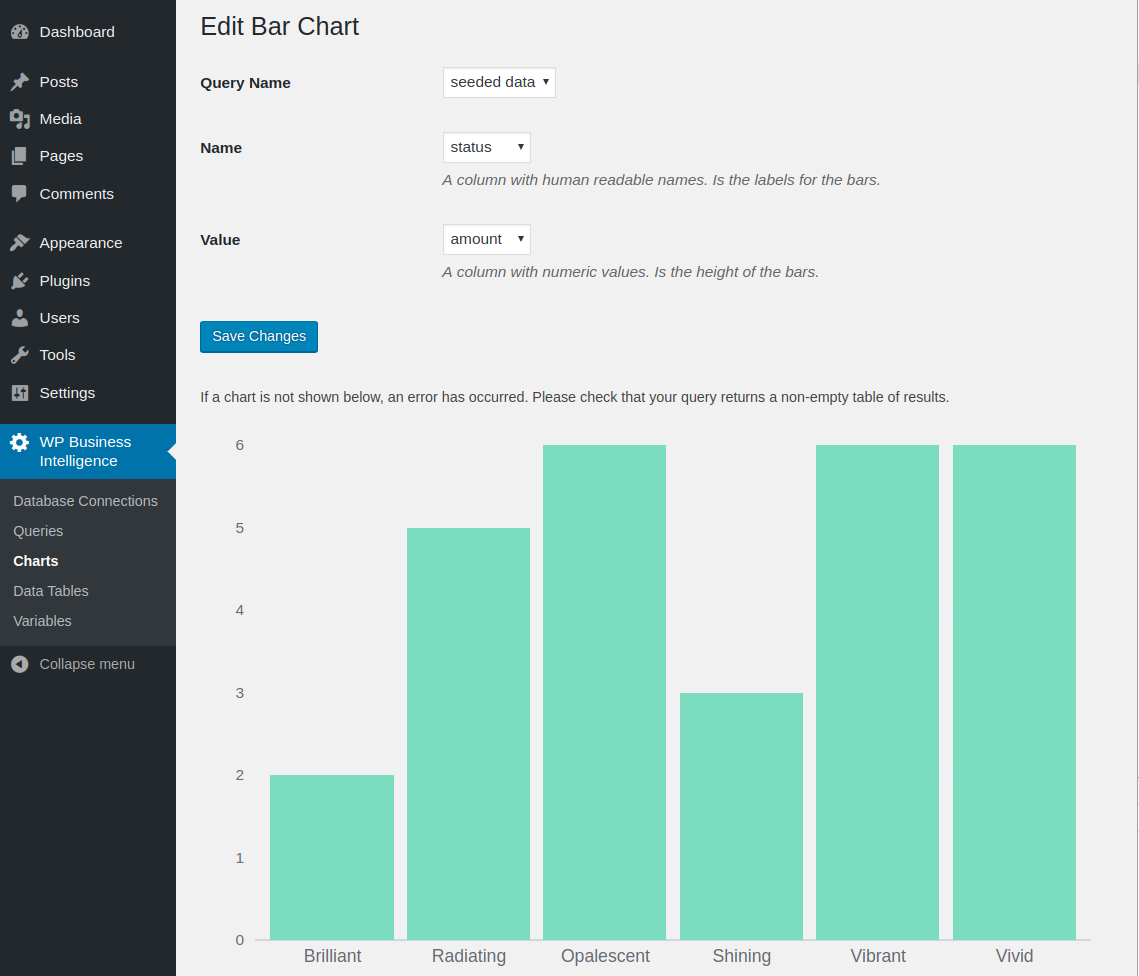 Dashboard
Posts
Media
Pages
Comments
Appearance
Plugins
Users
Tools
Settings
WP Business
Intelligence
Database Connections
Queries
Charts
Data Tables
Variables
Collapse menu
Edit Bar Chart
Query Name
seeded data
Name
status
A column with human readable names. Is the labels for the bars.
Value
amount
A column with numeric values. Is the height of the bars.
Save Changes
If a chart is not shown below, an error has occurred. Please check that your query returns a non-empty table of results.
6
5
4
3
2
1
0
Brilliant Radiating Opalescent Shining Vibrant Vivid